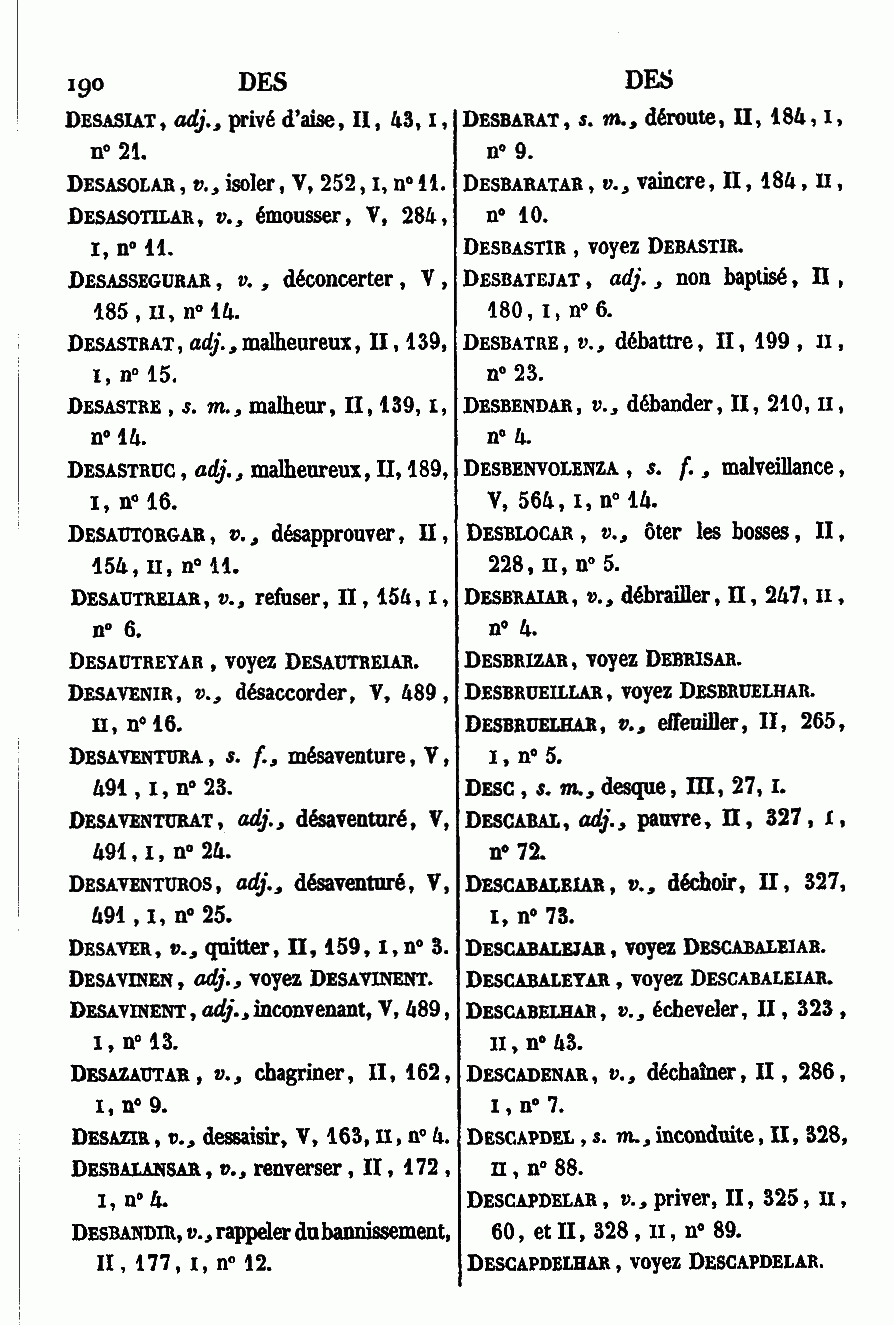 190 DES DES
DESASIAT, adj., privé d'aise, II, 43, I,
n° 21.
DESASOLAR, v., isoler, V, 252, I, n° 11.
DESASOTILAR, v., émousser, V, 284,
I, n° 11.
DESASSEGURAR, v., déconcerter, V,
185, II, n° 14.
DESASTRAT, adj., malheureux, II, 139,
I, n° 15.
DESASTRE, s. m., malheur, II, 139, I,
n° 14.
DESASTRUC, adj., malheureux, II, 189,
I, n° 16.
DESAUTORGAR, v., désapprouver, II,
154, II, n° 11.
DESAUTREIAR, v., refuser, II, 154, I,
n° 6.
DESAUTREYAR, voyez DESAUTREIAR.
DESAVENIR, v., désaccorder, V, 489,
II, n° 16.
DESAVENTURA, s. f., mésaventure, V,
491, I, n° 23.
DESAVENTURAT, adj., désaventuré, V,
491, I, n° 24.
DESAVENTUROS, adj., désaventuré, V,
491, I, n° 25.
DESAVER, v., quitter, II, 159, I, n° 3.
DESAVINEN, adj., voyez DESAVINENT.
DESAVINENT, adj., inconvenant, V, 489,
I, n° 13.
DESAZAUTAR, v., chagriner, II, 162,
I, n° 9.
DESAZIR, v., dessaisir, V, 163, II, n° 4.
DESBALANSAR, v., renverser, II, 172,
I, n° 4.
DESBANDIR, v., rappeler du bannissement,
II, 177, I, n° 12.
DESBARAT, s. m., déroute, II, 184, I,
n° 9.
DESBARATAR, v., vaincre, II, 184, II,
n° 10.
DESBASTIR, voyez DEBASTIR.
DESBATEJAT, adj., non baptisé, II,
180, I, n° 6.
DESBATRE, v., débattre, II, 199, II,
n° 23.
DESBENDAR, v., débander, II, 210, II,
n° 4.
DESBENVOLENZA, s. f., malveillance,
V, 564, I, n° 14.
DESBLOCAR, v., ôter les bosses, II,
228, II, n° 5.
DESBRAIAR, v., débrailler, II, 247, II,
n° 4.
DESBRIZAR, voyez DEBRISAR.
DESBRUEILLAR, voyez DESBRUELHAR.
DESBRUELHAR, v., effeuiller, II, 265,
I, n° 5.
DESC, s. m., desque, III, 27, I.
DESCABAL, adj., pauvre, II, 327, I,
n° 72.
DESCABALEIAR, v., déchoir, II, 327,
I, n° 73.
DESCABALEJAR, voyez DESCABALEIAR.
DESCABALEYAR, voyez DESCABALEIAR.
DESCABELHAR, v., écheveler, II, 323,
II, n° 43.
DESCADENAR, v., déchaîner, II, 286,
I, n° 7.
DESCAPDEL, s. m., inconduite, II, 328,
II, n° 88.
DESCAPDELAR, v., priver, II, 325, II,
60, et II, 328, II, n° 89.
DESCAPDELHAR, voyez DESCAPDELAR.